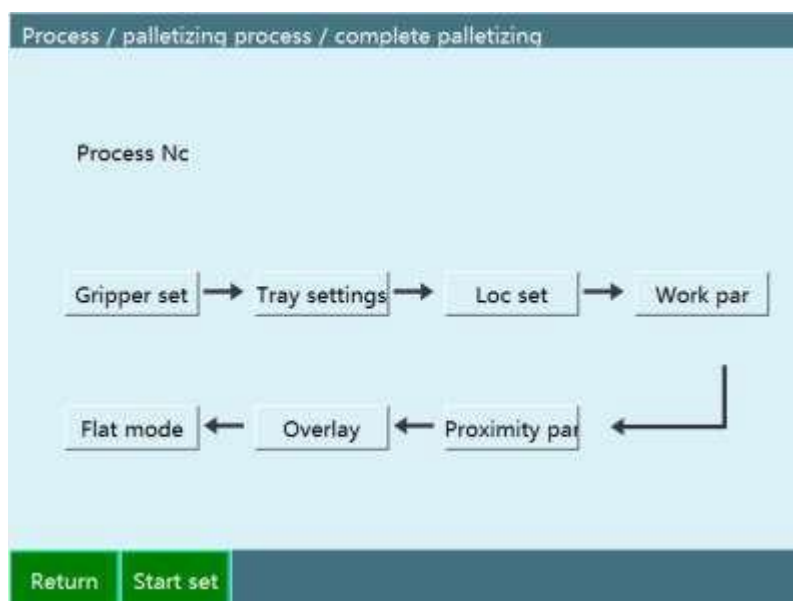 Process / palletizing process / complete palletizing
Process Nc
Gripper set
Tray settings
Loc set
Work par
Flat mode
Overlay
Proximity par
Return
Start set